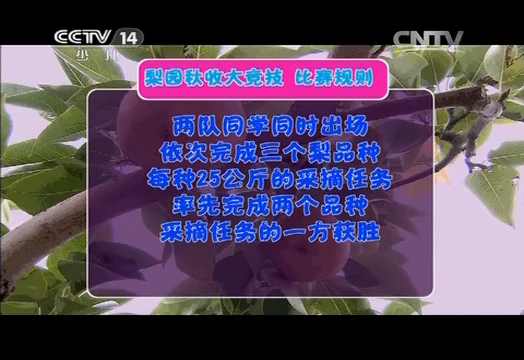 CCTV 14
少儿
CNTV
梨园秋收大竞技 比赛规则
两队同学同时出场
依次完成三个梨品种
每种25公斤的采摘任务
率先完成两个品种
采摘任务的一方获胜